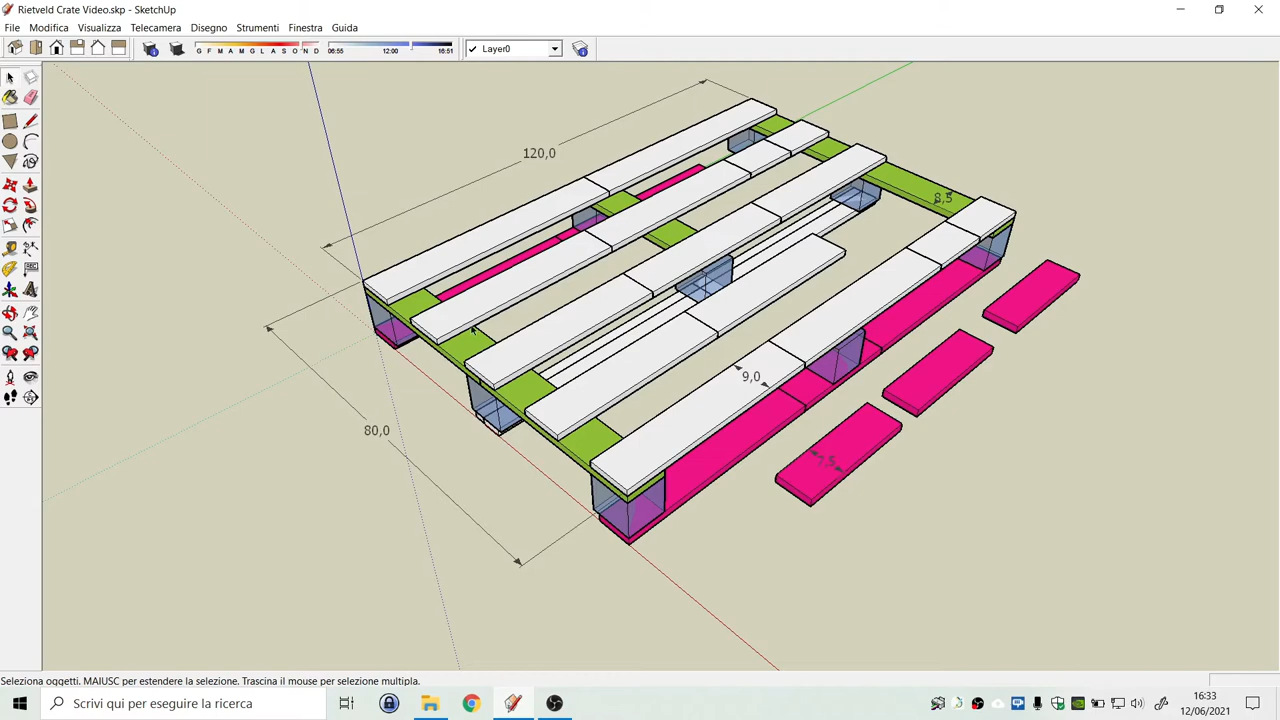 Rietveld Crate Video.skp - SketchUp
File Modifica Visualizza Telecamera Disegno Strumenti Finestra Guida
G F M A M G L A S O N D 06:55 12:00 16:51 Layer0
120,0
8,5
9,0
80,0
7,5
Seleziona oggetti. MAIUSC per estendere la selezione. Trascina il mouse per selezione multipla.
Scrivi qui per eseguire la ricerca
16:33
12/06/2021